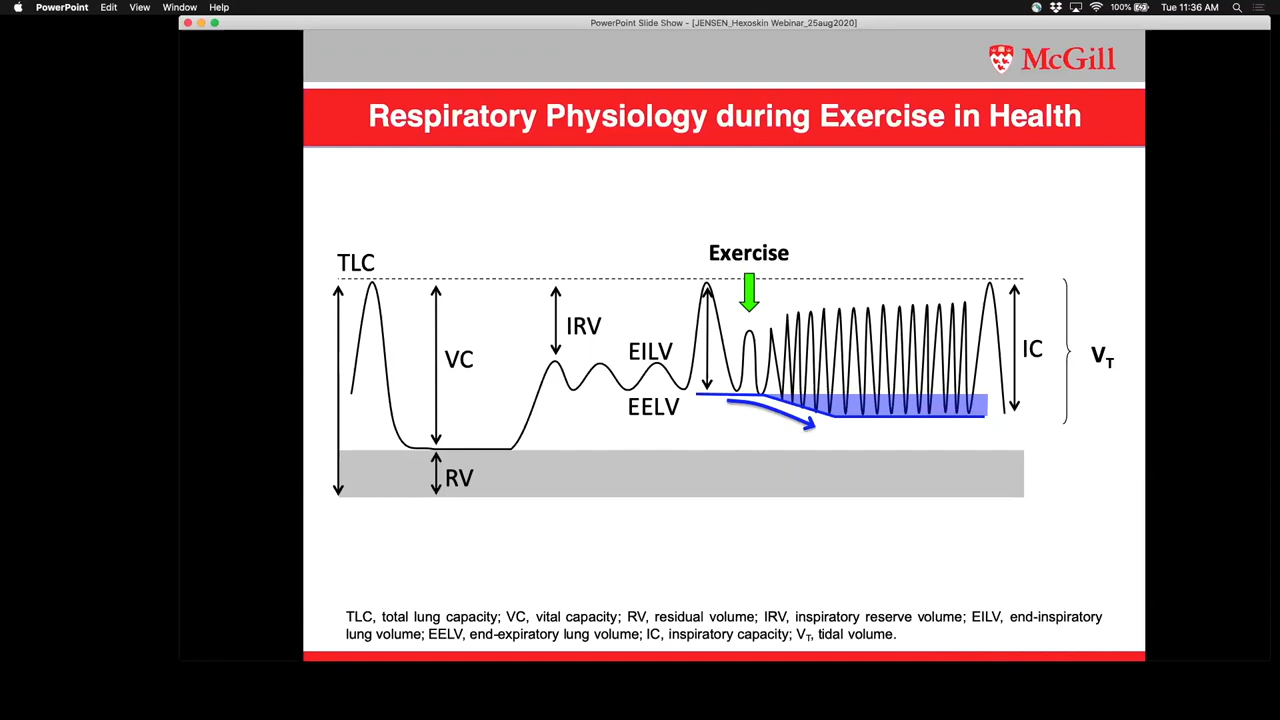 PowerPoint File Edit View Window Help 100% Tue 11:36 AM
PowerPoint Slide Show - [JENSEN_Hexoskin Webinar_25aug2020]
McGill
Respiratory Physiology during Exercise in Health
Exercise
TLC
IRV
EILV
IC
VC
VT
EELV
RV
TLC, total lung capacity; VC, vital capacity; RV, residual volume; IRV, inspiratory reserve volume; EILV, end-inspiratory
lung volume; EELV, end-expiratory lung volume; IC, inspiratory capacity; VT, tidal volume.